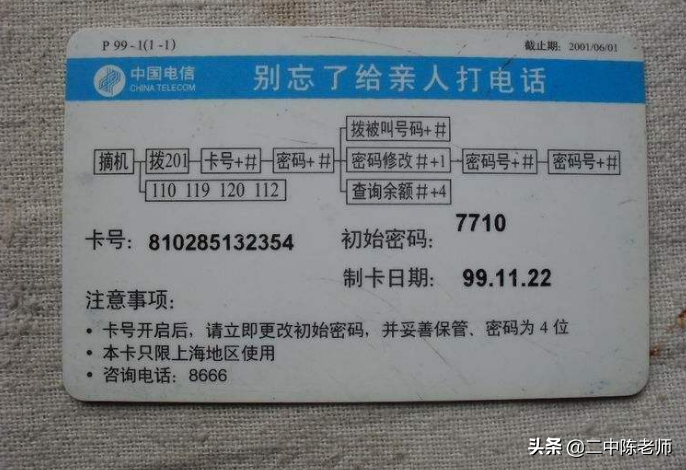 P 99-1(1-1)
截止期：2001/06/01
中国电信
CHINA TELECOM
别忘了给亲人打电话
拨被叫号码+#
摘机 拨201 卡号+# 密码+# 密码修改#+1 密码号+# 密码号+#
110 119 120 112 查询余额#+4
卡号：810285132354 初始密码：7710
制卡日期：99.11.22
注意事项：
• 卡号开启后，请立即更改初始密码，并妥善保管、密码为4位
• 本卡只限上海地区使用
• 咨询电话：8666
头条 @二中陈老师